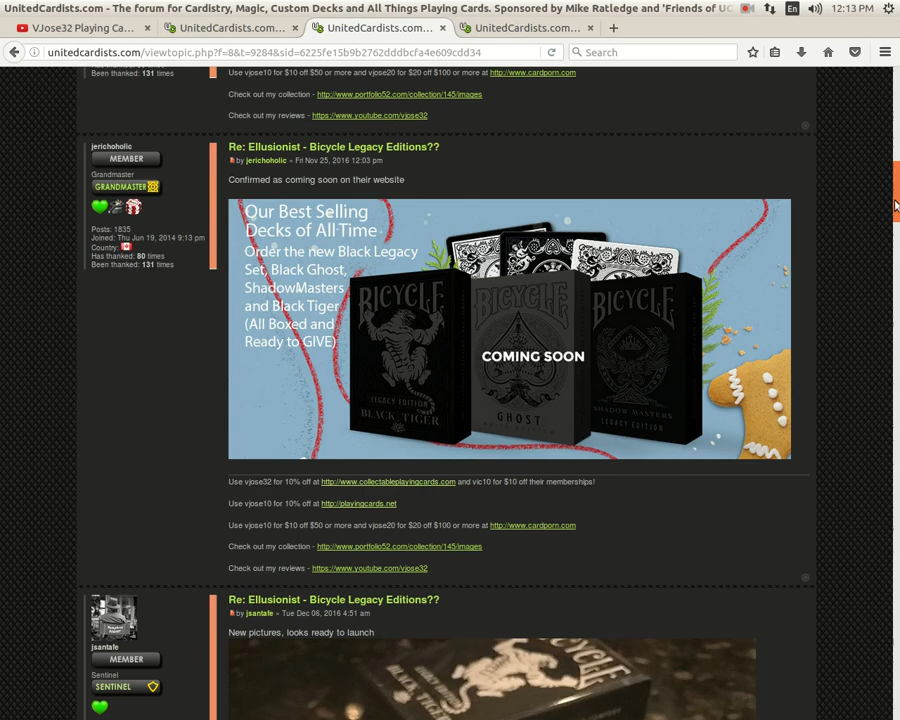 UnitedCards.com - The forum for Cardistry, Magic, Custom Decks and All Things Playing Cards. Sponsored by Mike Ratledge and 'Friends of UC
En
12:13 PM
VJose32 Playing Ca...
UnitedCardists.com...
UnitedCardists.com...
UnitedCardists.com...
unitedcardists.com/viewtopic.php?f=8&t=9284&sid=6225fe15b9b2762dddbcfa4e609cdd34
Search
Been thanked: 131 times
Use vjose10 for $10 off $50 or more and vjose20 for $20 off $100 or more at http://www.cardporn.com
Check out my collection - http://www.portfolio52.com/collection/145/images
Check out my reviews - https://www.youtube.com/vjose32
jerichoholic
MEMBER
Grandmaster
GRANDMASTER
Posts: 1835
Joined: Thu Jun 19, 2014 9:13 pm
Country:
Has thanked: 80 times
Been thanked: 131 times
Re: Ellusionist - Bicycle Legacy Editions??
by jerichoholic » Fri Nov 25, 2016 12:03 pm
Confirmed as coming soon on their website
Our Best Selling
Decks of All Time
Order the new Black Legacy
Set, Black Ghost,
ShadowMasters
and Black Tiger
(All Boxed and
Ready to GIVE)
BICYCLE
LEGACY EDITION
BLACK TIGER
BICYCLE
COMING SOON
GHOST
BICYCLE
SHADOW MASTERS
LEGACY EDITION
Use vjose32 for 10% off at http://www.collectableplayingcards.com and vic10 for $10 off their memberships!
Use vjose10 for 10% off at http://playingcards.net
Use vjose10 for $10 off $50 or more and vjose20 for $20 off $100 or more at http://www.cardporn.com
Check out my collection - http://www.portfolio52.com/collection/145/images
Check out my reviews - https://www.youtube.com/vjose32
jsantafe
MEMBER
Sentinel
SENTINEL
Re: Ellusionist - Bicycle Legacy Editions??
by jsantafe » Tue Dec 06, 2016 4:51 am
New pictures, looks ready to launch
BICYCLE
BLACK TIGER
BICYCLE